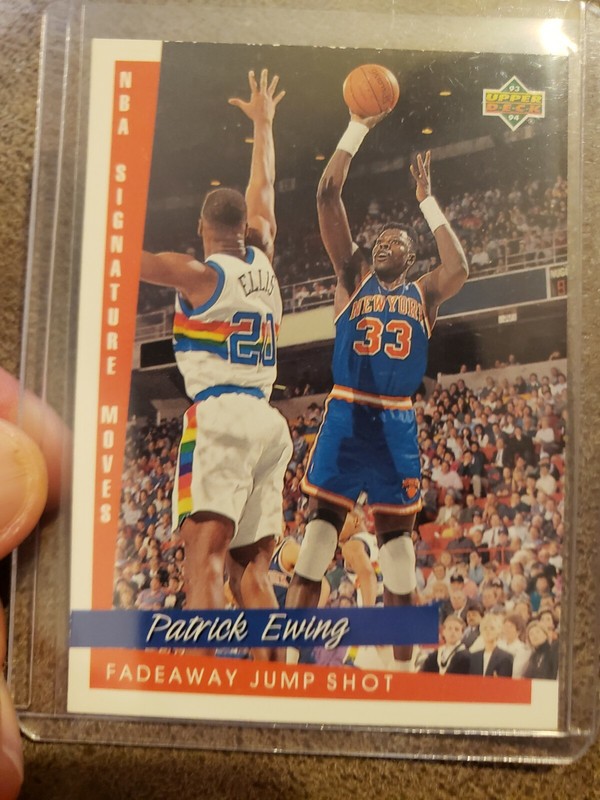 NBA SIGNATURE MOVES
93
UPPER
DECK
94
ELLIS
20
NEW YORK
33
Patrick Ewing
FADEAWAY JUMP SHOT